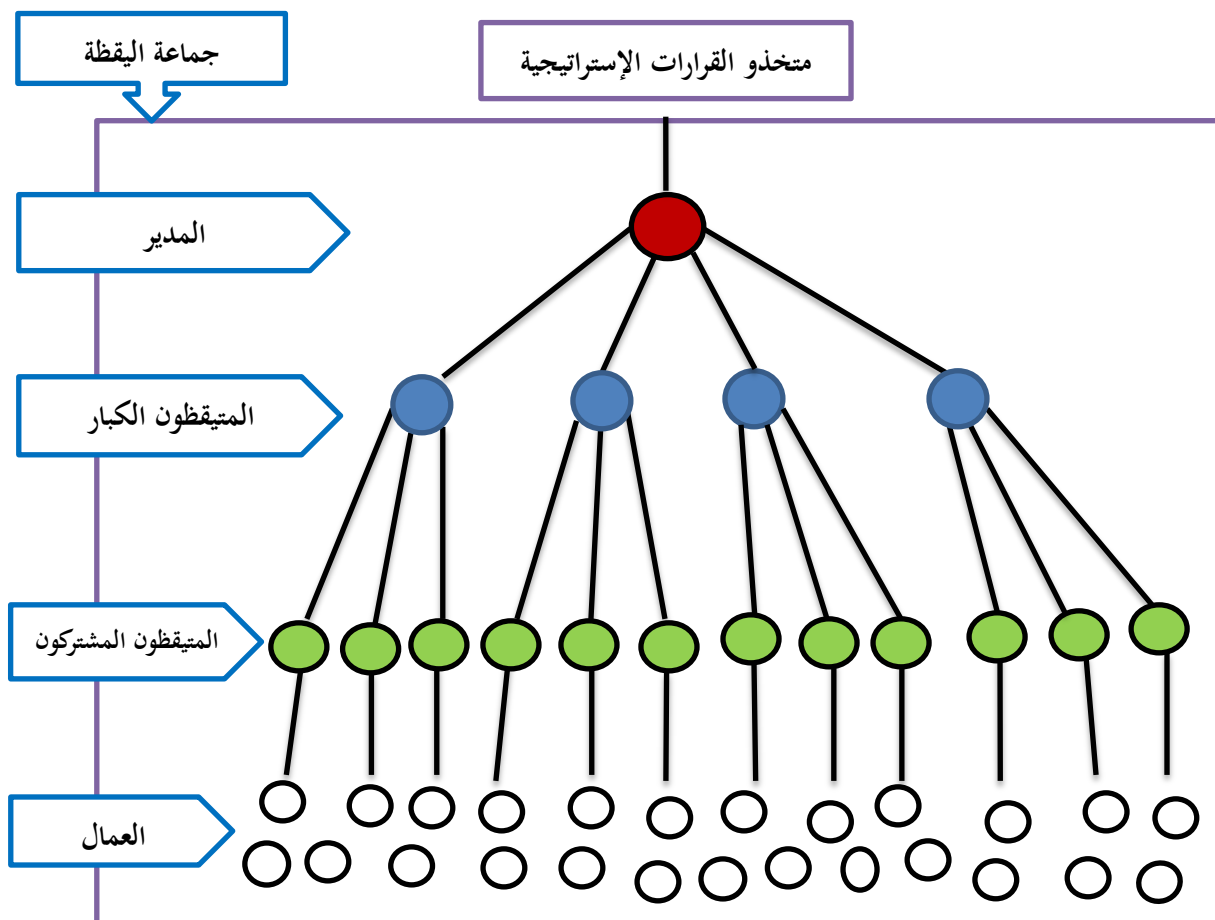 جماعة اليقظة
متخذو القرارات الإستراتيجية
المدير
المتيقظون الكبار
المتيقظون المشتركون
العمال